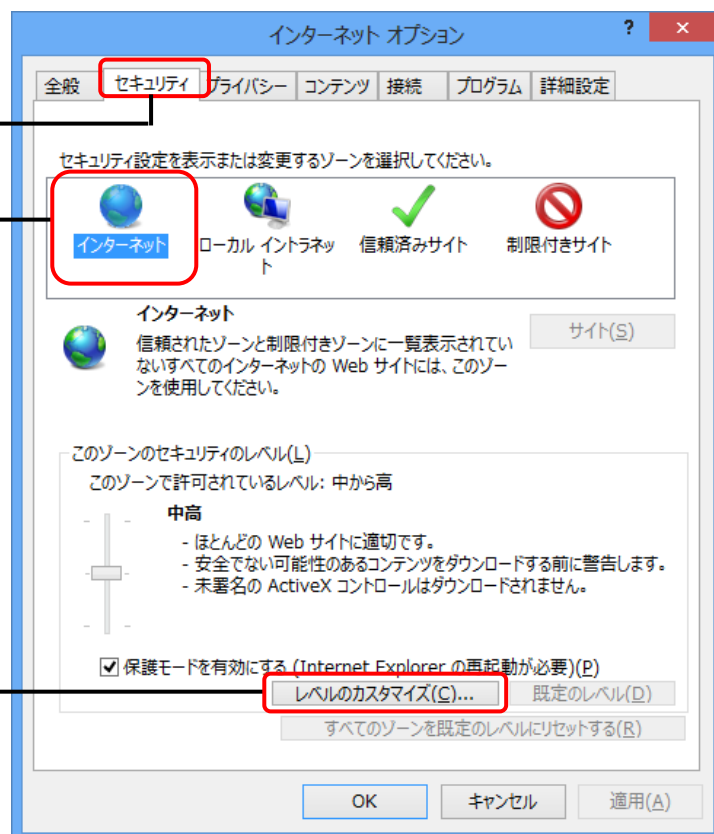 インターネット オプション
?
×
全般 セキュリティ プライバシー コンテンツ 接続 プログラム 詳細設定
セキュリティ設定を表示または変更するゾーンを選択してください。
インターネット
ローカル イントラネッ
ト
信頼済みサイト
制限付きサイト
インターネット
サイト(S)
信頼されたゾーンと制限付きゾーンに一覧表示されてい
ないすべてのインターネットの Web サイトには、このゾー
ンを使用してください。
このゾーンのセキュリティのレベル(L)
このゾーンで許可されているレベル: 中から高
中高
- ほとんどの Web サイトに適切です。
- 安全でない可能性のあるコンテンツをダウンロードする前に警告します。
- 未署名の ActiveX コントロールはダウンロードされません。
保護モードを有効にする (Internet Explorer の再起動が必要)(P)
レベルのカスタマイズ(C)... 既定のレベル(D)
すべてのゾーンを既定のレベルにリセットする(R)
OK キャンセル 適用(A)